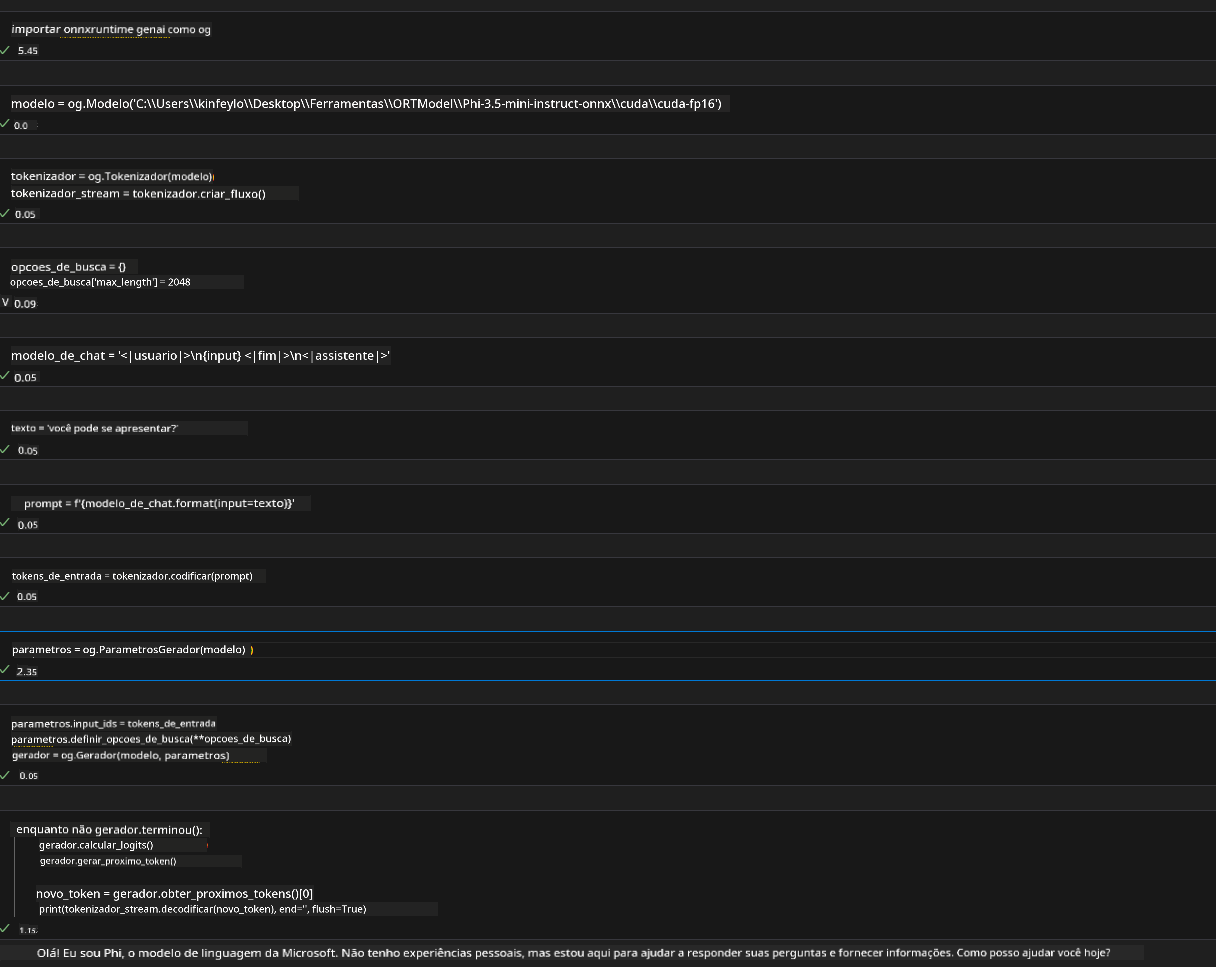 importar onnxruntime genai como og
5.45
modelo = og.Modelo('C:\\Users\\kinfeylo\\Desktop\\Ferramentas\\ORTModel\\Phi-3.5-mini-instruct-onnx\\cuda\\cuda-fp16')
0.0
tokenizador = og.Tokenizador(modelo)
tokenizador_stream = tokenizador.criar_fluxo()
0.05
opcoes_de_busca = {}
opcoes_de_busca['max_length'] = 2048
V 0.09
modelo_de_chat = '<|usuario|>\n{input} <|fim|>\n<|assistente|>'
0.05
texto = 'você pode se apresentar?'
0.05
prompt = f'{modelo_de_chat.format(input=texto)}'
0.05
tokens_de_entrada = tokenizador.codificar(prompt)
0.05
parametros = og.ParametrosGerador(modelo) )
2.35
parametros.input_ids = tokens_de_entrada
parametros.definir_opcoes_de_busca(**opcoes_de_busca)
gerador = og.Gerador(modelo, parametros)
0.05
enquanto não gerador.terminou():
gerador.calcular_logits()
gerador.gerar_proximo_token()
novo_token = gerador.obter_proximos_tokens()[0]
print(tokenizador_stream.decodificar(novo_token), end='', flush=True)
1.15.
Olá! Eu sou Phi, o modelo de linguagem da Microsoft. Não tenho experiências pessoais, mas estou aqui para ajudar a responder suas perguntas e fornecer informações. Como posso ajudar você hoje?